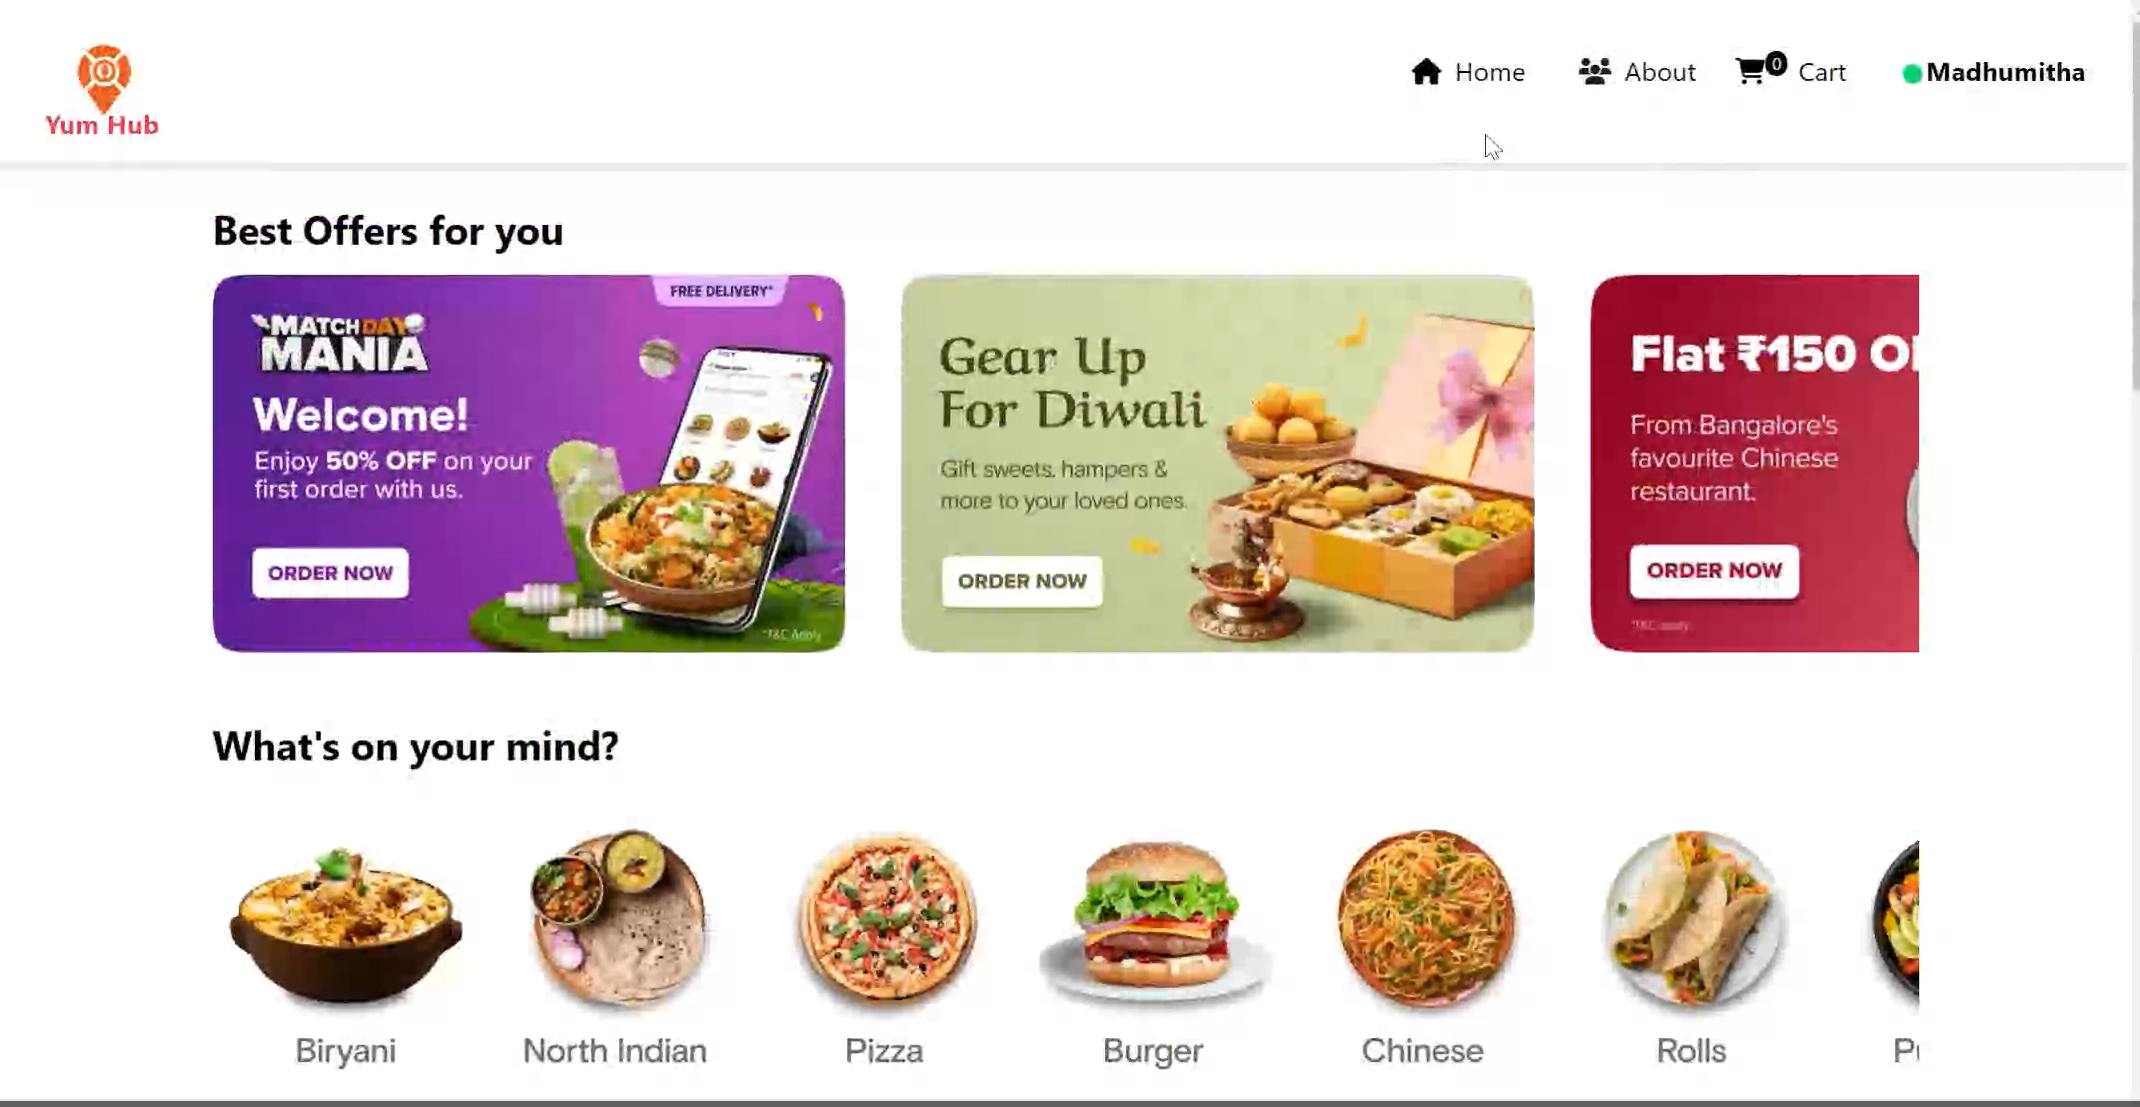 Yum Hub
Home
About
0
Cart
Madhumitha
Best Offers for you
FREE DELIVERY*
MATCH DAY
MANIA
Welcome!
Enjoy 50% OFF on your
first order with us.
ORDER NOW
*T&C Apply
Gear Up
For Diwali
Gift sweets, hampers &
more to your loved ones.
ORDER NOW
Flat ₹150
From Bangalore's
favourite Chinese
restaurant.
ORDER NOW
*T&C apply
What's on your mind?
Biryani
North Indian
Pizza
Burger
Chinese
Rolls